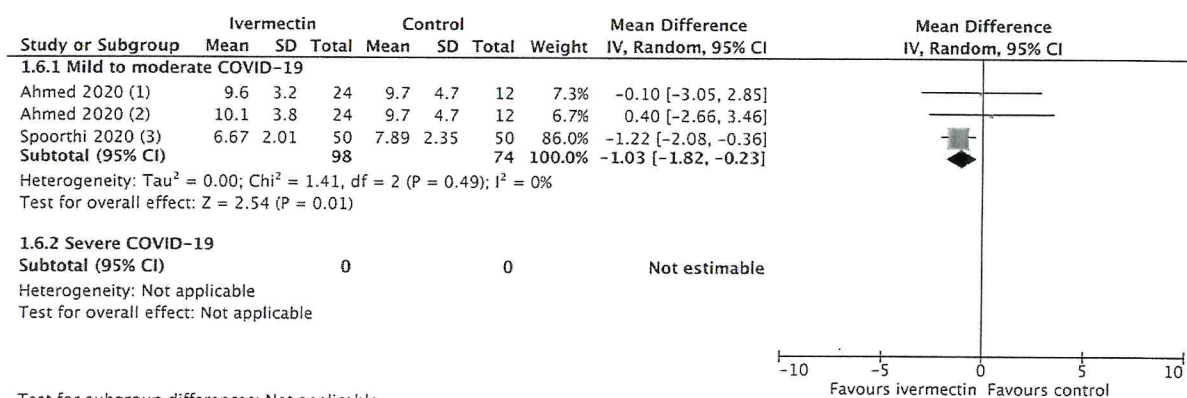 Ivermectin Control Mean Difference Mean Difference
Study or Subgroup Mean SD Total Mean SD Total Weight IV, Random, 95% CI IV, Random, 95% CI
1.6.1 Mild to moderate COVID-19
Ahmed 2020 (1) 9.6 3.2 24 9.7 4.7 12 7.3% -0.10 [-3.05, 2.85]
Ahmed 2020 (2) 10.1 3.8 24 9.7 4.7 12 6.7% 0.40 [-2.66, 3.46]
Spoorthi 2020 (3) 6.67 2.01 50 7.89 2.35 50 86.0% -1.22 [-2.08, -0.36]
Subtotal (95% CI) 98 74 100.0% -1.03 [-1.82, -0.23]
Heterogeneity: Tau² = 0.00; Chi² = 1.41, df = 2 (P = 0.49); I² = 0%
Test for overall effect: Z = 2.54 (P = 0.01)
1.6.2 Severe COVID-19
Subtotal (95% CI) 0 0 Not estimable
Heterogeneity: Not applicable
Test for overall effect: Not applicable
-10 -5 0 5 10
Favours ivermectin Favours control
Test for subgroup differences: Not applicable